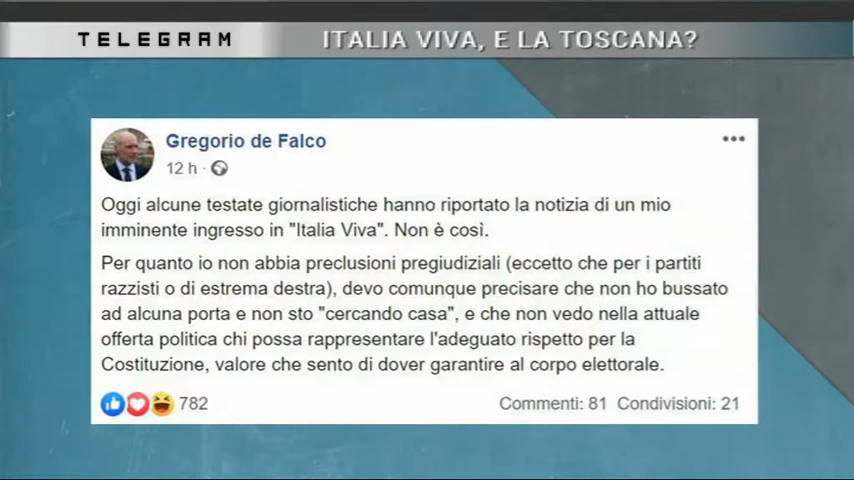 TELEGRAM
ITALIA VIVA, E LA TOSCANA?
Gregorio de Falco
12 h ·
Oggi alcune testate giornalistiche hanno riportato la notizia di un mio
imminente ingresso in "Italia Viva". Non è così.
Per quanto io non abbia preclusioni pregiudiziali (eccetto che per i partiti
razzisti o di estrema destra), devo comunque precisare che non ho bussato
ad alcuna porta e non sto "cercando casa", e che non vedo nella attuale
offerta politica chi possa rappresentare l'adeguato rispetto per la
Costituzione, valore che sento di dover garantire al corpo elettorale.
782
Commenti: 81 Condivisioni: 21